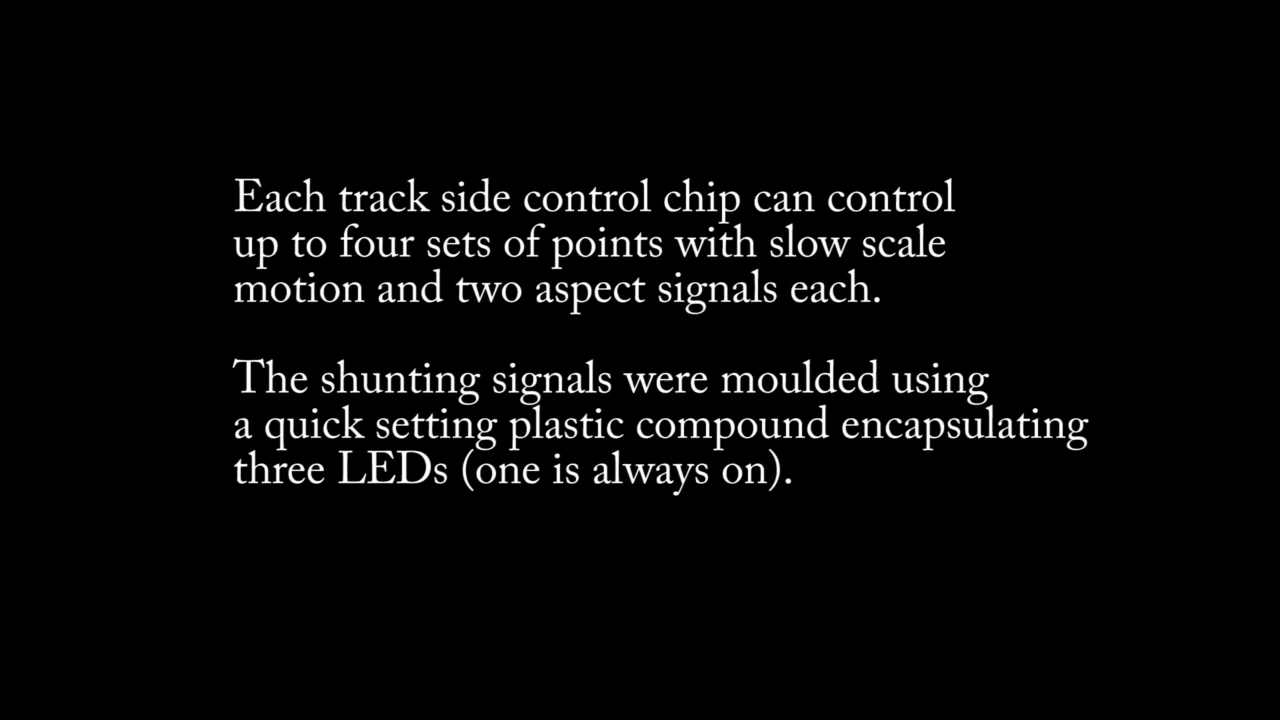 Each track side control chip can control
up to four sets of points with slow scale
motion and two aspect signals each.
The shunting signals were moulded using
a quick setting plastic compound encapsulating
three LEDs (one is always on).